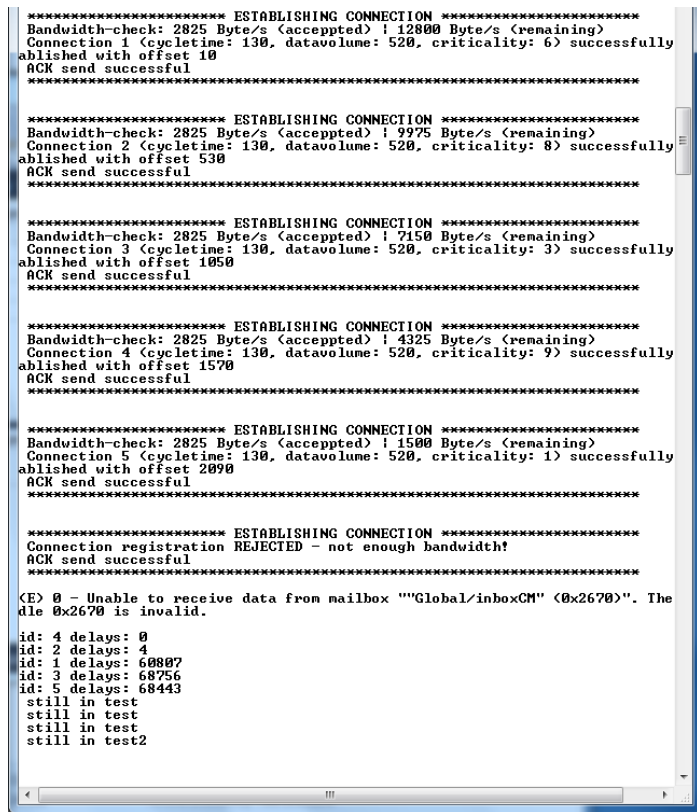 ************************ ESTABLISHING CONNECTION ************************
Bandwidth-check: 2825 Byte/s (acceppted) ¦ 12800 Byte/s (remaining)
Connection 1 (cycletime: 130, datavolume: 520, criticality: 6) successfully
ablished with offset 10
ACK send successful
**************************************************************************
************************ ESTABLISHING CONNECTION ************************
Bandwidth-check: 2825 Byte/s (acceppted) ¦ 9975 Byte/s (remaining)
Connection 2 (cycletime: 130, datavolume: 520, criticality: 8) successfully
ablished with offset 530
ACK send successful
**************************************************************************
************************ ESTABLISHING CONNECTION ************************
Bandwidth-check: 2825 Byte/s (acceppted) ¦ 7150 Byte/s (remaining)
Connection 3 (cycletime: 130, datavolume: 520, criticality: 3) successfully
ablished with offset 1050
ACK send successful
**************************************************************************
************************ ESTABLISHING CONNECTION ************************
Bandwidth-check: 2825 Byte/s (acceppted) ¦ 4325 Byte/s (remaining)
Connection 4 (cycletime: 130, datavolume: 520, criticality: 9) successfully
ablished with offset 1570
ACK send successful
**************************************************************************
************************ ESTABLISHING CONNECTION ************************
Bandwidth-check: 2825 Byte/s (acceppted) ¦ 1500 Byte/s (remaining)
Connection 5 (cycletime: 130, datavolume: 520, criticality: 1) successfully
ablished with offset 2090
ACK send successful
**************************************************************************
************************ ESTABLISHING CONNECTION ************************
Connection registration REJECTED - not enough bandwidth!
ACK send successful
**************************************************************************
(E) 0 - Unable to receive data from mailbox ""Global/inboxCM" (0x2670)". The
dle 0x2670 is invalid.
id: 4 delays: 0
id: 2 delays: 4
id: 1 delays: 60807
id: 3 delays: 68756
id: 5 delays: 68443
still in test
still in test
still in test
still in test2